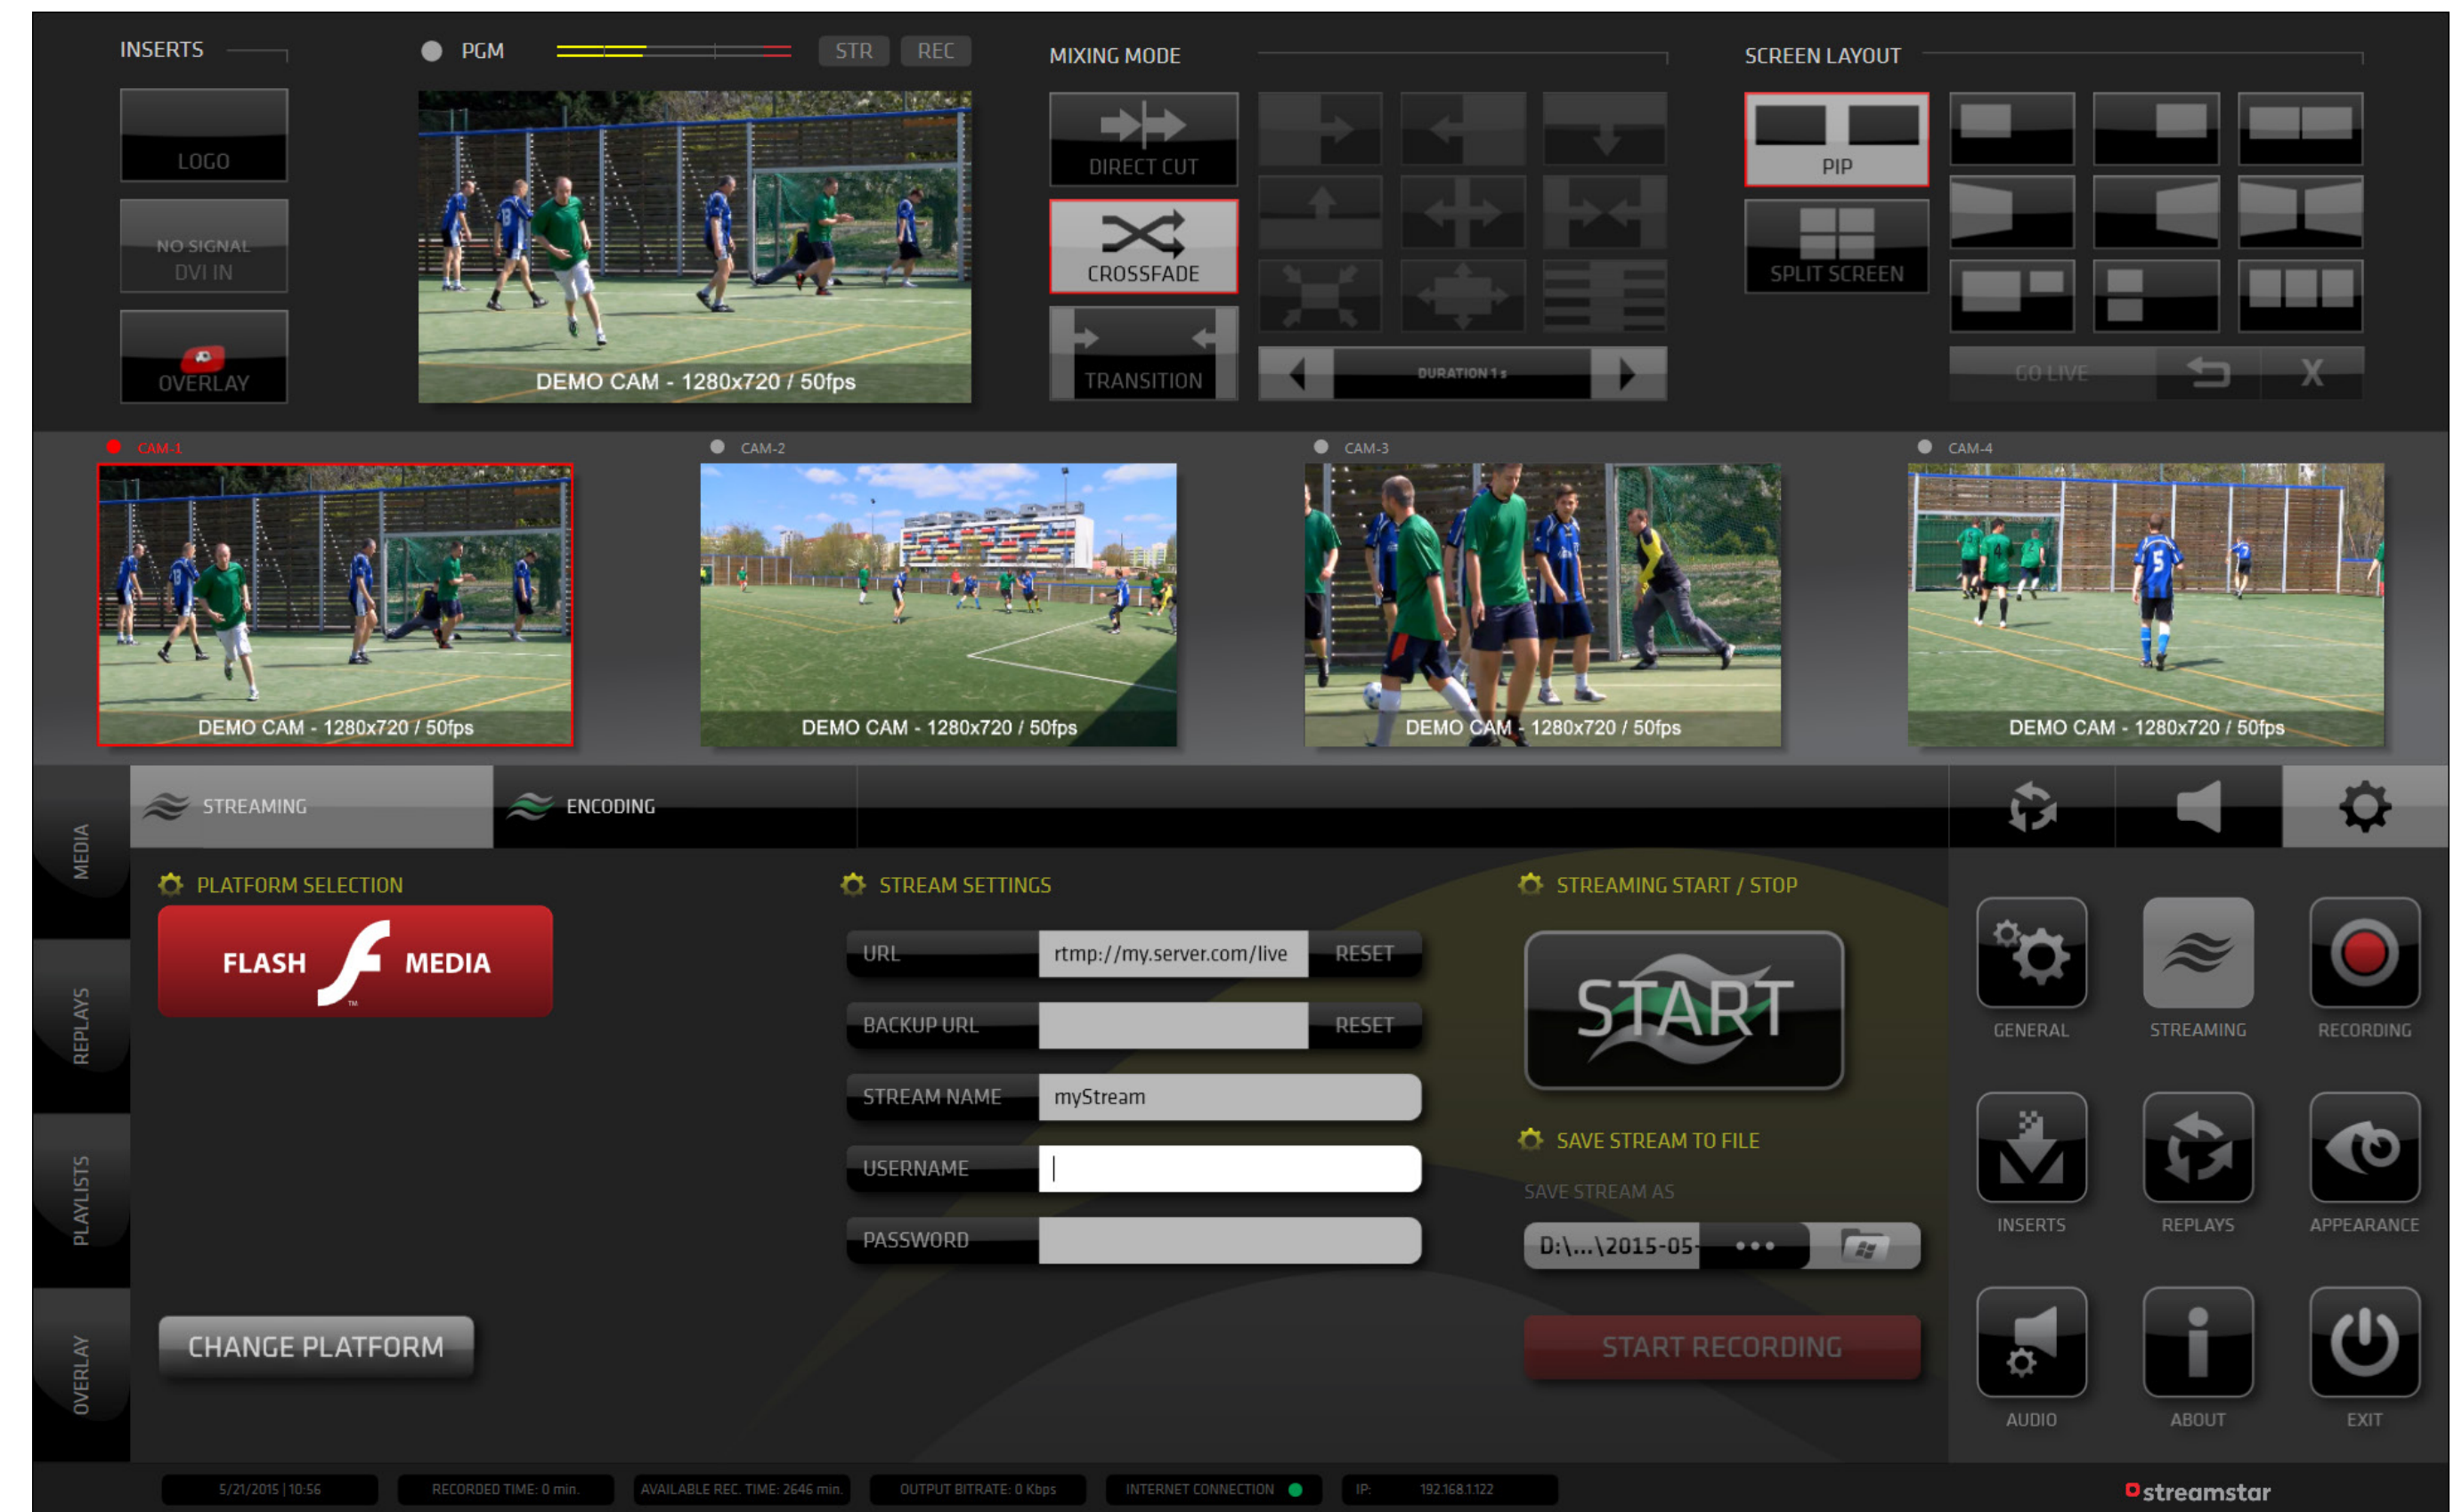 INSERTS
PGM
STR
REC
MIXING MODE
SCREEN LAYOUT
LOGO
NO SIGNAL
DVI IN
OVERLAY
DEMO CAM - 1280x720 / 50fps
DIRECT CUT
CROSSFADE
TRANSITION
DURATION 1 s
PIP
SPLIT SCREEN
GO LIVE
X
CAM-1
CAM-2
CAM-3
CAM-4
DEMO CAM - 1280x720 / 50fps
DEMO CAM - 1280x720 / 50fps
DEMO CAM - 1280x720 / 50fps
DEMO CAM - 1280x720 / 50fps
MEDIA
REPLAYS
PLAYLISTS
OVERLAY
STREAMING
ENCODING
PLATFORM SELECTION
FLASH MEDIA
TM
CHANGE PLATFORM
STREAM SETTINGS
URL rtmp://my.server.com/live RESET
BACKUP URL RESET
STREAM NAME myStream
USERNAME
PASSWORD
STREAMING START / STOP
START
SAVE STREAM TO FILE
SAVE STREAM AS
D:\...\2015-05- •••
START RECORDING
GENERAL
STREAMING
RECORDING
INSERTS
REPLAYS
APPEARANCE
AUDIO
ABOUT
EXIT
5/21/2015 | 10:56
RECORDED TIME: 0 min.
AVAILABLE REC. TIME: 2646 min.
OUTPUT BITRATE: 0 Kbps
INTERNET CONNECTION
IP: 192.168.1.122
streamstar